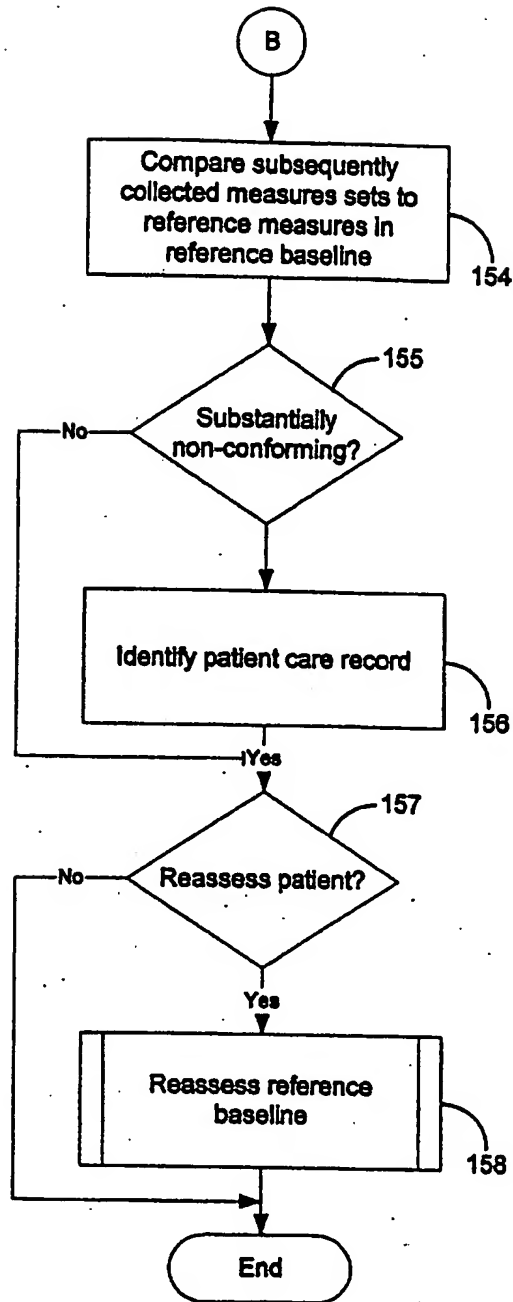 B
Compare subsequently
collected measures sets to
reference measures in
reference baseline
154
155
Substantially
non-conforming?
No
Identify patient care record
156
Yes
157
Reassess patient?
No
Yes
Reassess reference
baseline
158
End